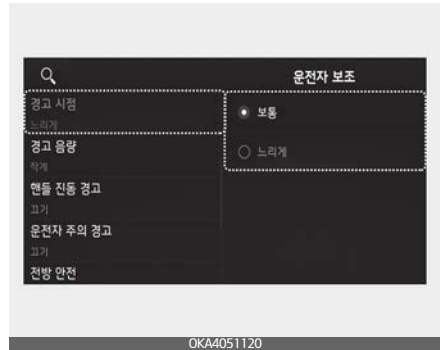 운전자 보조
경고 시점
느리게
경고 음량
작게
핸들 진동 경고
끄기
운전자 주의 경고
끄기
전방 안전
보통
느리게
OKA4051120